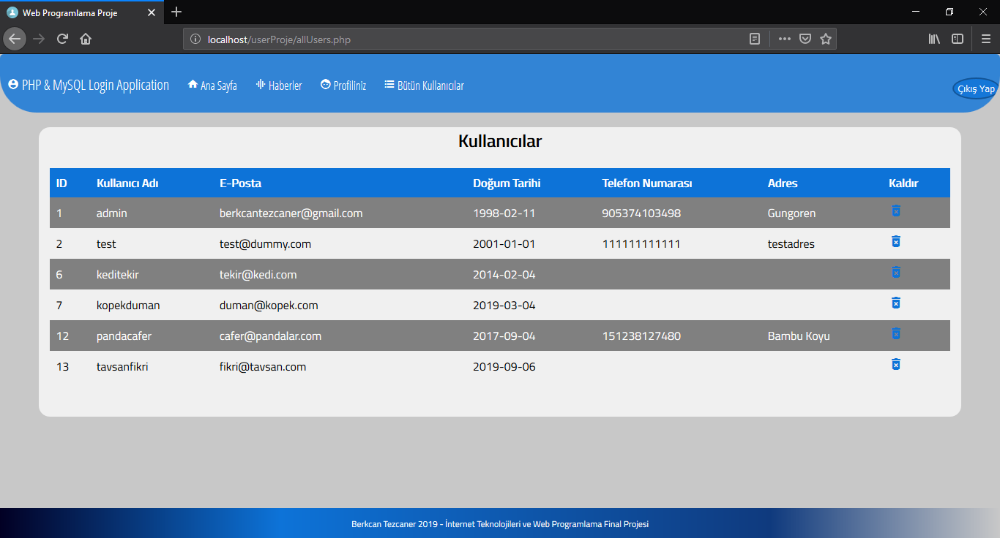 Web Programlama Proje
localhost/userProje/allUsers.php
PHP & MySQL Login Application Ana Sayfa Haberler Profiliniz Bütün Kullanıcılar Çıkış Yap
Kullanıcılar
ID Kullanıcı Adı E-Posta Doğum Tarihi Telefon Numarası Adres Kaldır
1 admin berkcantezcaner@gmail.com 1998-02-11 905374103498 Gungoren
2 test test@dummy.com 2001-01-01 111111111111 testadres
6 keditekir tekir@kedi.com 2014-02-04
7 kopekduman duman@kopek.com 2019-03-04
12 pandacafer cafer@pandalar.com 2017-09-04 151238127480 Bambu Koyu
13 tavsanfikri fikri@tavsan.com 2019-09-06
Berkcan Tezcaner 2019 - İnternet Teknolojileri ve Web Programlama Final Projesi